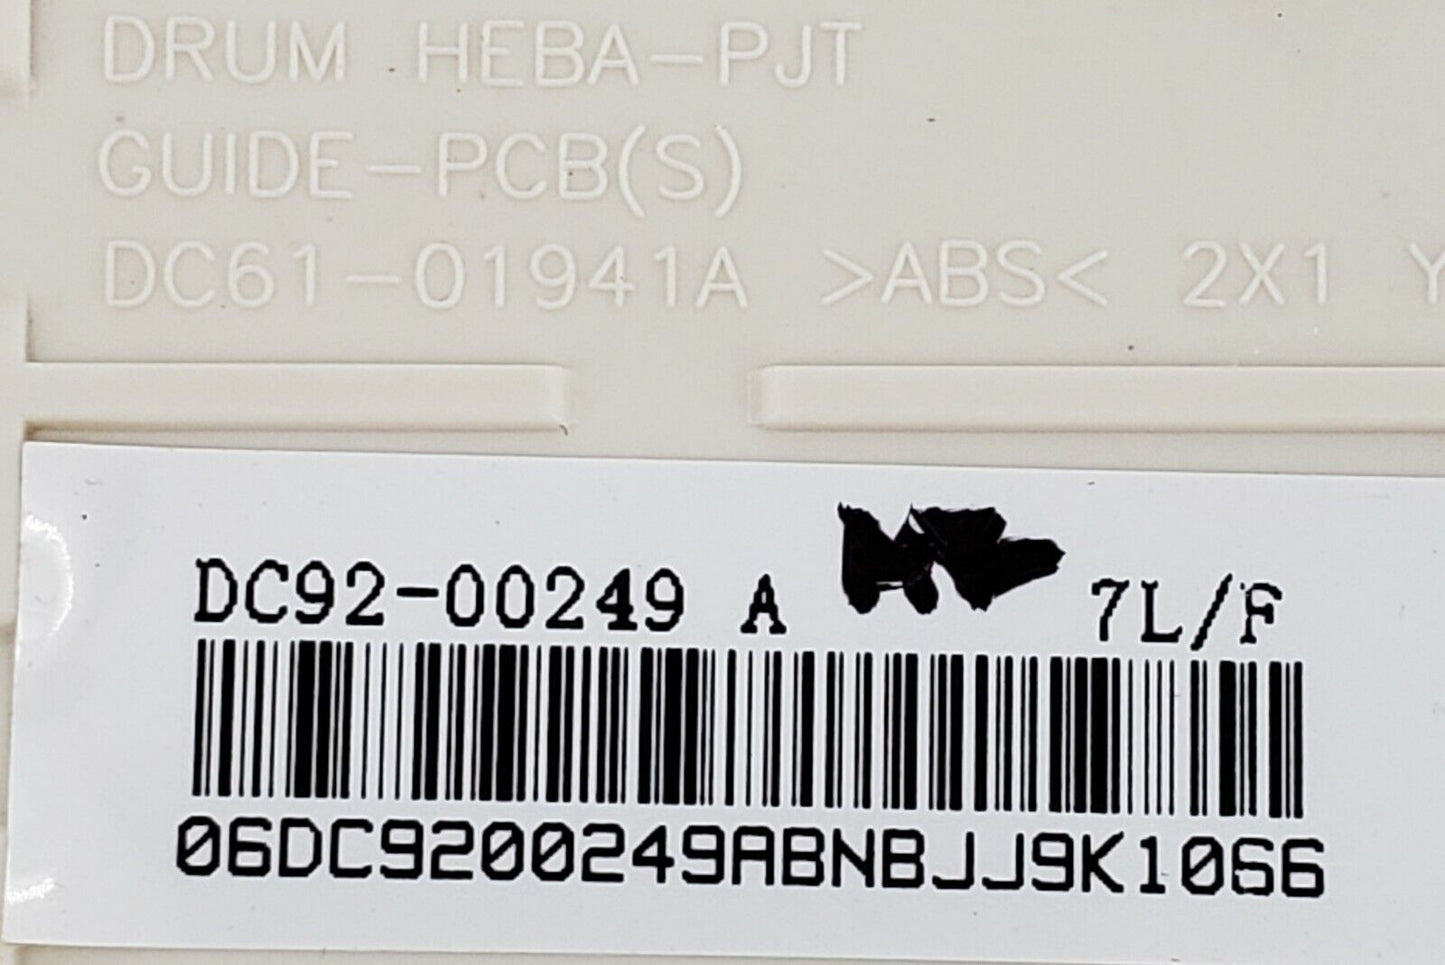 DRUM HEBA-PJT
GUIDE-PCB(S)
DC61-01941A >ABS< 2X1 Y
DC92-00249 A 7L/F
06DC9200249ABNBJJ9K1066